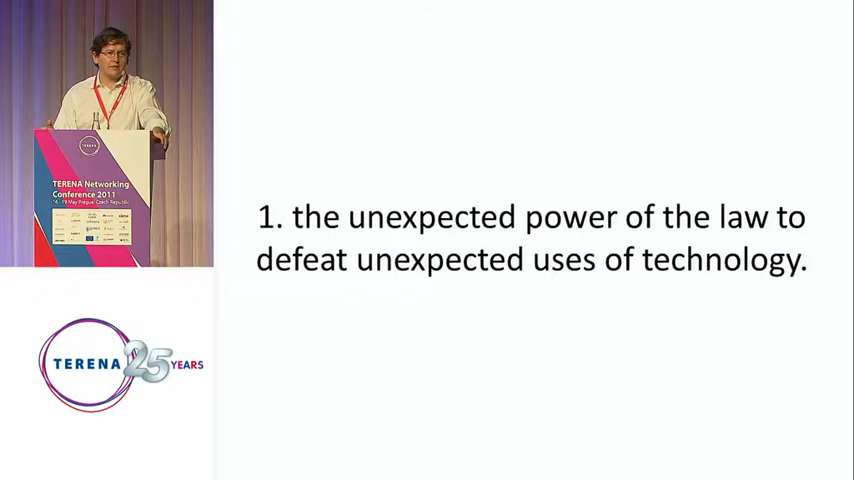 TERENA
TERENA Networking
Conference 2011
16 - 19 May Prague, Czech Republic
TERENA 25 YEARS
1. the unexpected power of the law to
defeat unexpected uses of technology.